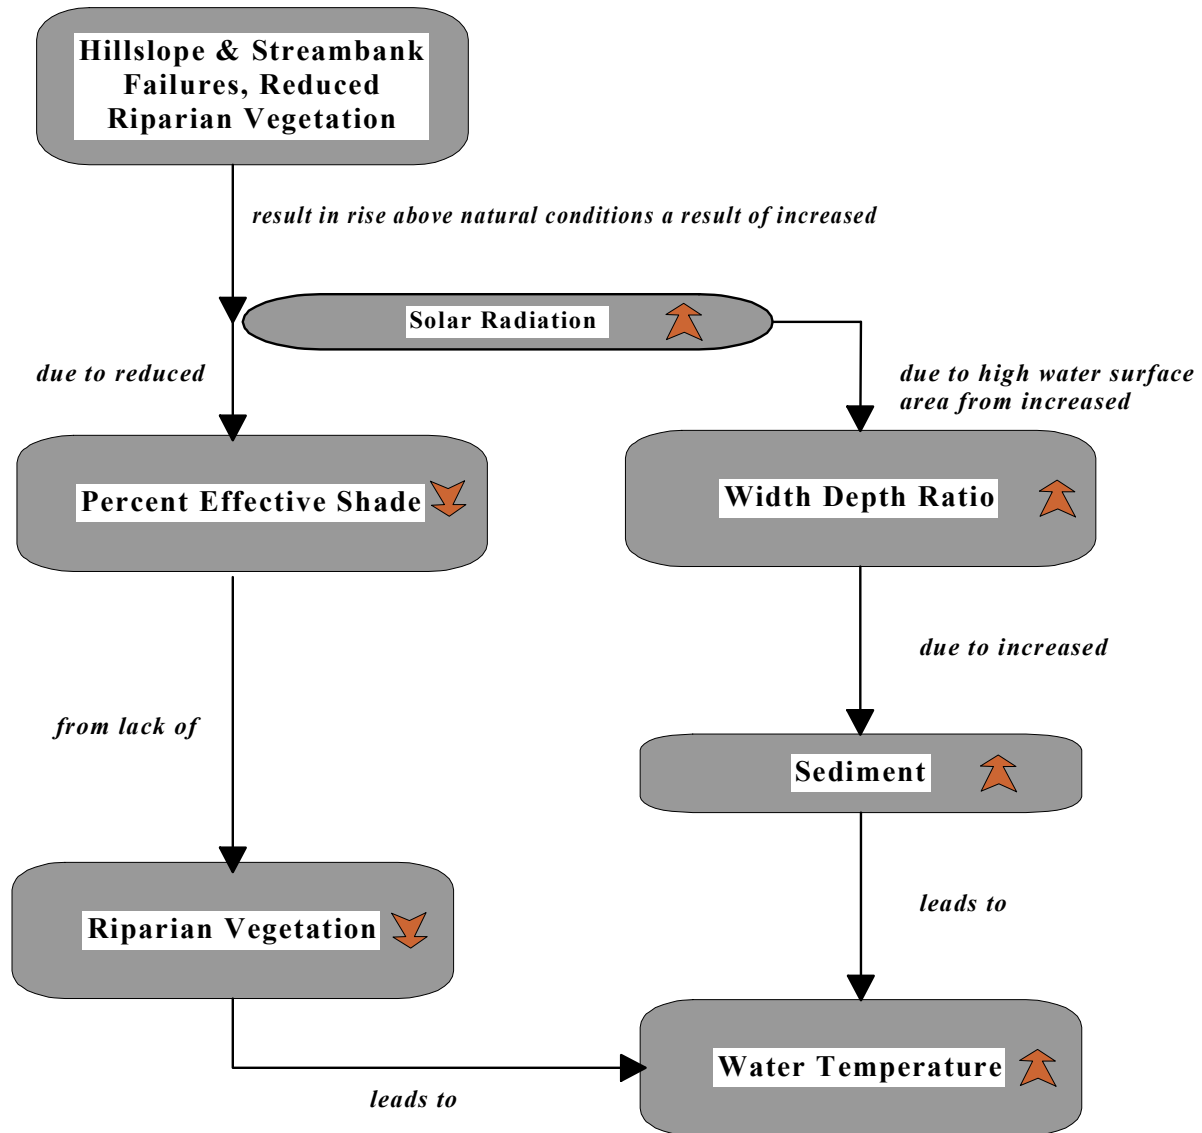 Hillslope & Streambank
Failures, Reduced
Riparian Vegetation
result in rise above natural conditions a result of increased
Solar Radiation
due to reduced
due to high water surface
area from increased
Percent Effective Shade
Width Depth Ratio
due to increased
from lack of
Sediment
leads to
Riparian Vegetation
Water Temperature
leads to